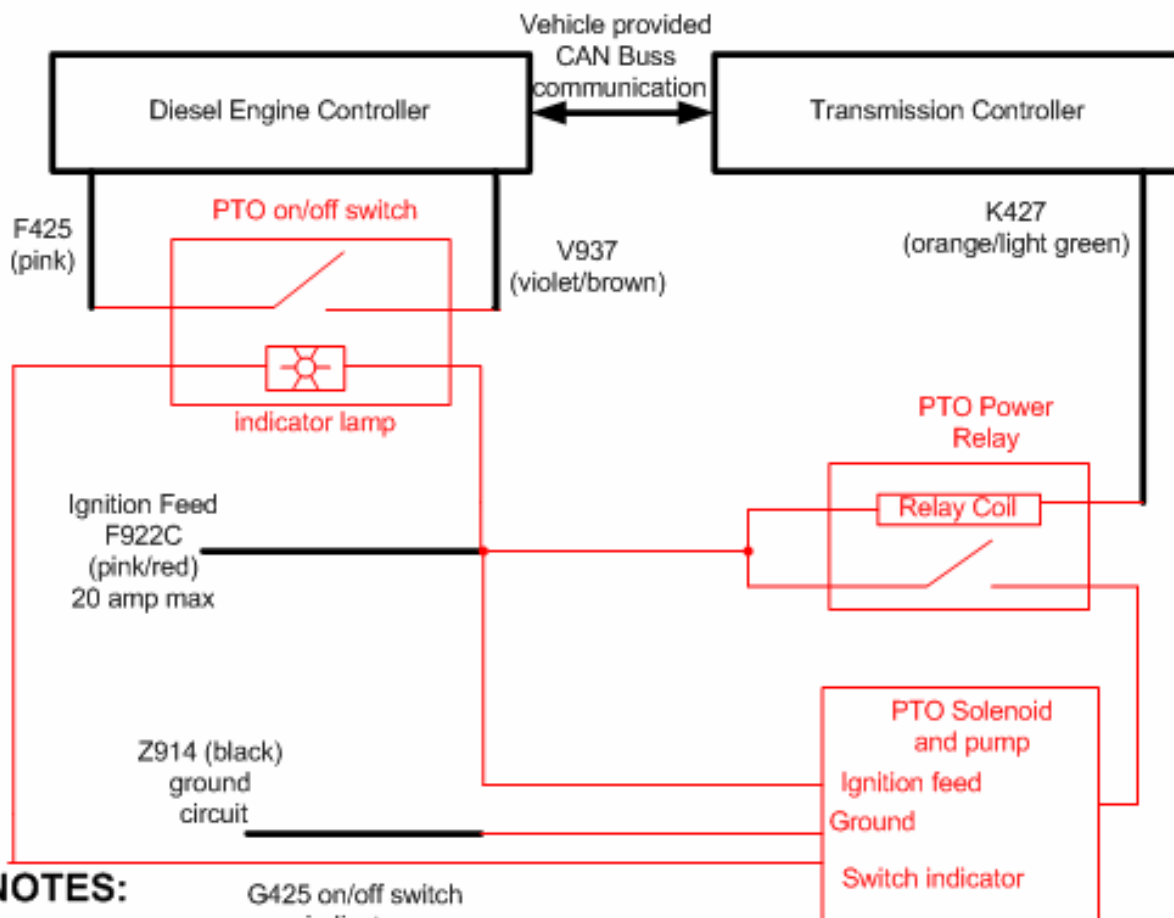 Vehicle provided
CAN Buss
communication
Diesel Engine Controller
Transmission Controller
F425
(pink)
PTO on/off switch
V937
(violet/brown)
K427
(orange/light green)
indicator lamp
PTO Power
Relay
Relay Coil
Ignition Feed
F922C
(pink/red)
20 amp max
PTO Solenoid
and pump
Z914 (black)
ground
circuit
Ignition feed
Ground
Switch indicator
NOTES:
G425 on/off switch